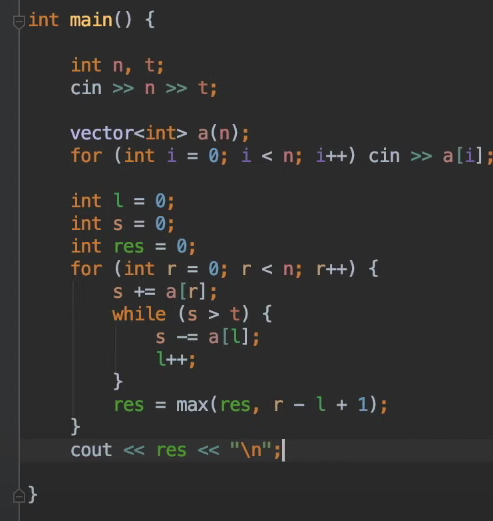 int main() {
int n, t;
cin >> n >> t;
vector<int> a(n);
for (int i = 0; i < n; i++) cin >> a[i];
int l = 0;
int s = 0;
int res = 0;
for (int r = 0; r < n; r++) {
s += a[r];
while (s > t) {
s -= a[l];
l++;
}
res = max(res, r - l + 1);
}
cout << res << "\n";
}